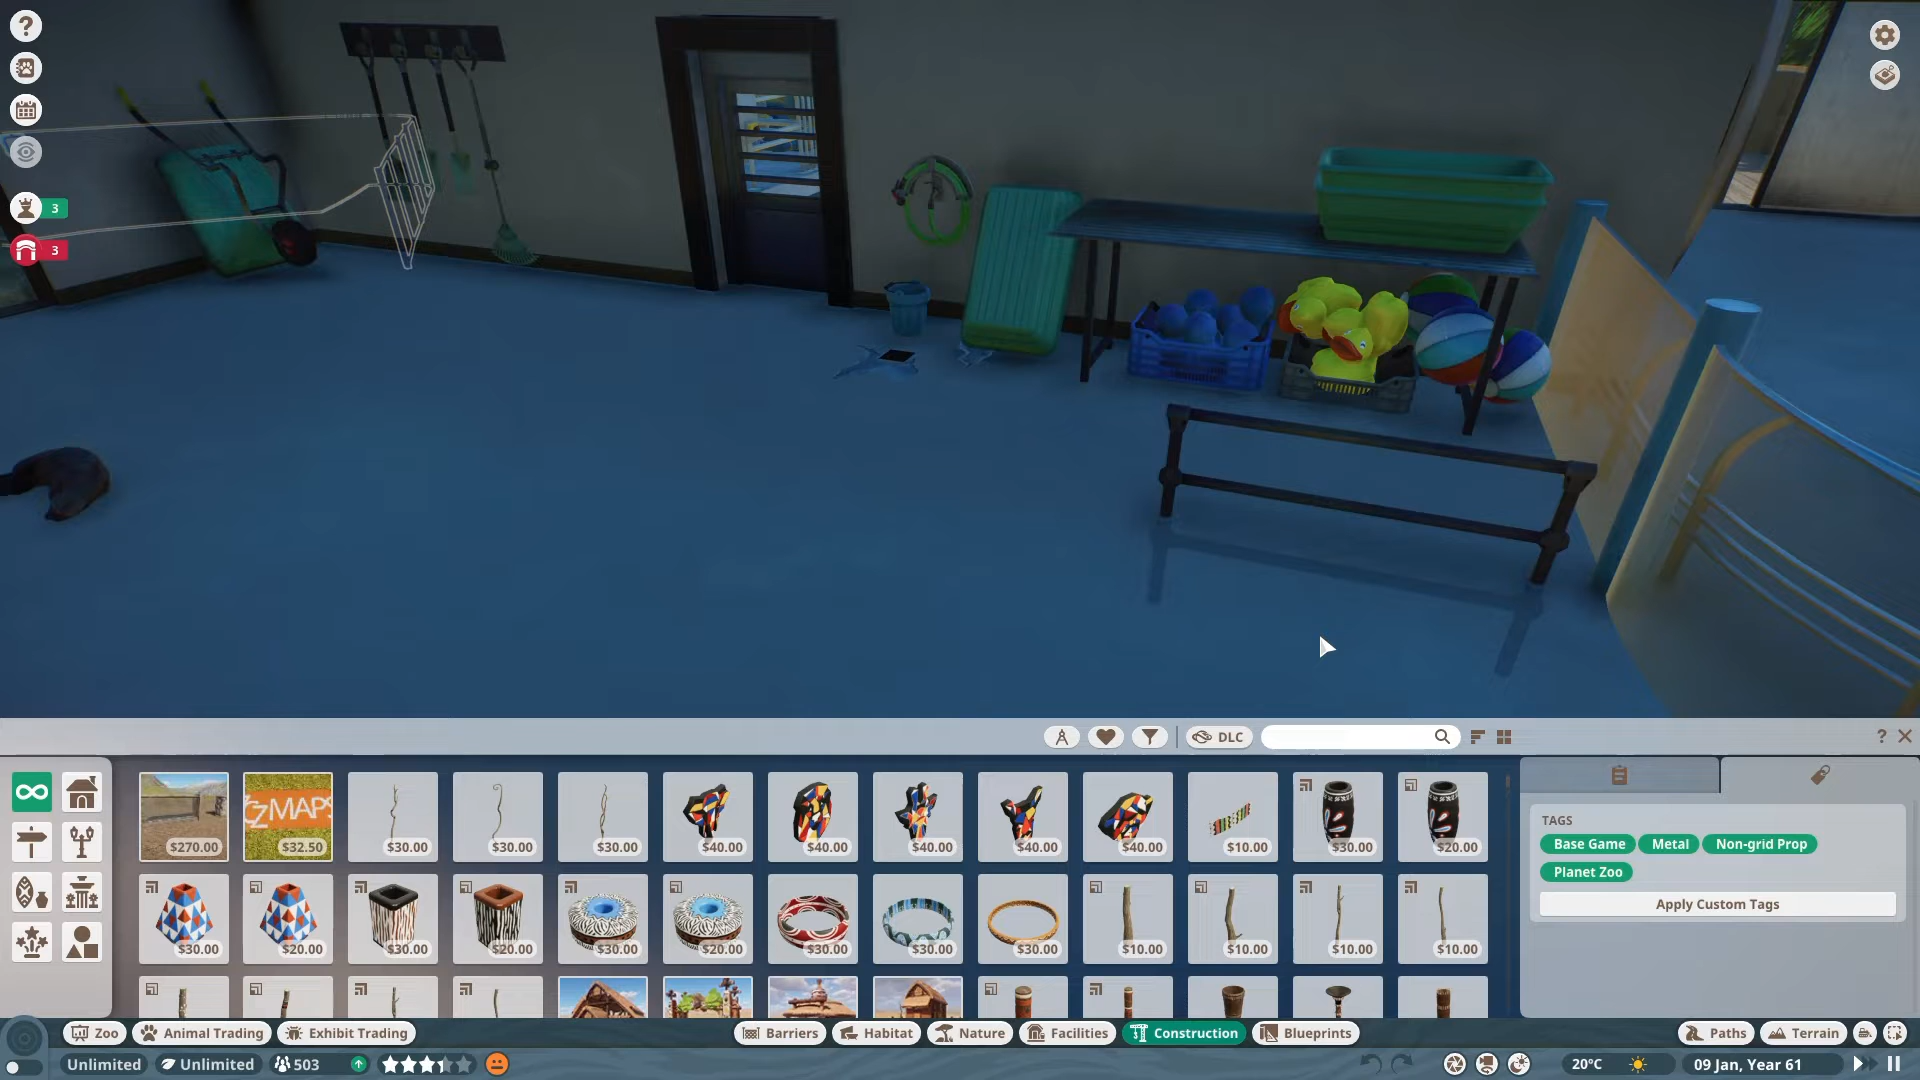 ?
3
3
DLC
?
$270.00
ZMAPS
$32.50
$30.00
$30.00
$30.00
$40.00
$40.00
$40.00
$40.00
$40.00
$10.00
$30.00
$20.00
$30.00
$20.00
$30.00
$20.00
$30.00
$20.00
$30.00
$30.00
$30.00
$10.00
$10.00
$10.00
$10.00
TAGS
Base Game
Metal
Non-grid Prop
Planet Zoo
Apply Custom Tags
Zoo
Animal Trading
Exhibit Trading
Barriers
Habitat
Nature
Facilities
Construction
Blueprints
Paths
Terrain
Unlimited
Unlimited
503
20°C
09 Jan, Year 61